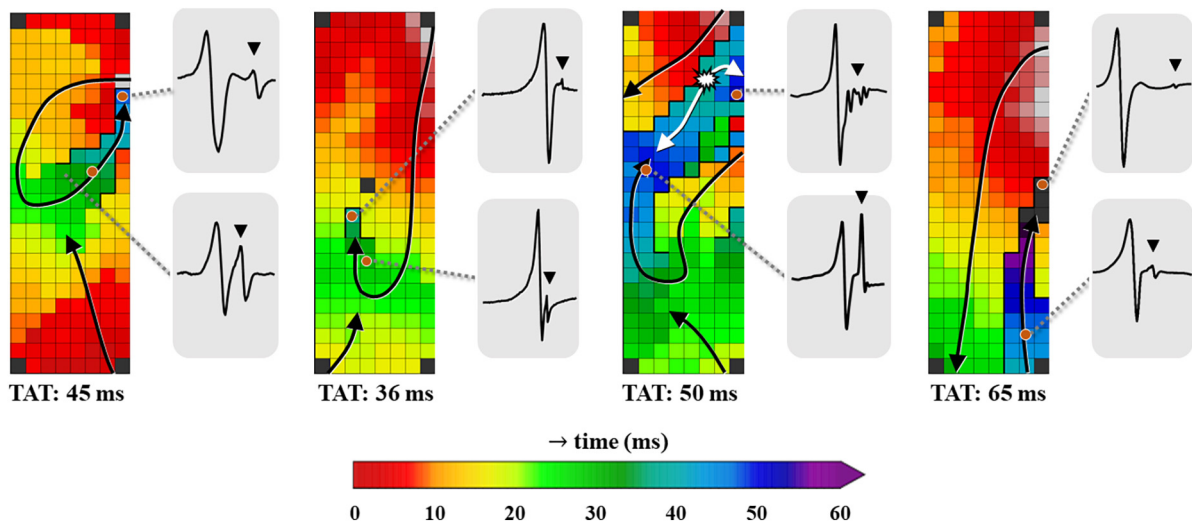 TAT: 45 ms
TAT: 36 ms
TAT: 50 ms
TAT: 65 ms
→ time (ms)
0 10 20 30 40 50 60